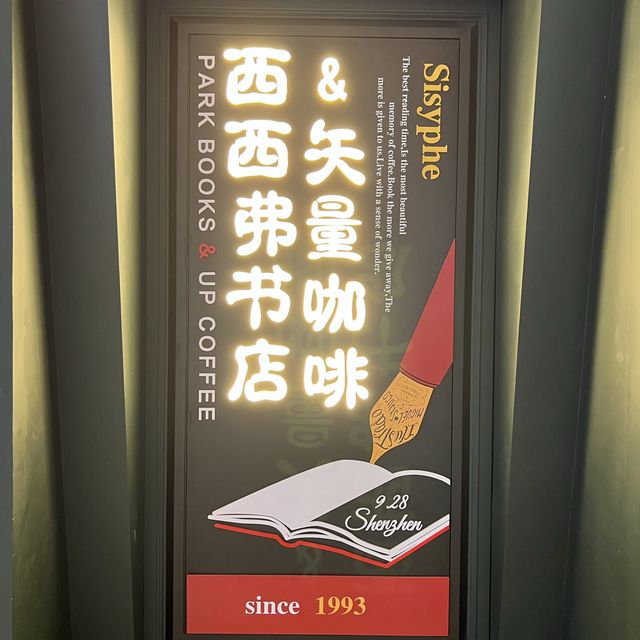 西西弗书店
&矢量咖啡
PARK BOOKS & UP COFFEE
Sisyphe
The best reading time,Is the most beautiful
memory of coffee.Book the more we give away,The
more is given to us.Live with a sense of wonder.
9.28
Shenzhen
since 1993